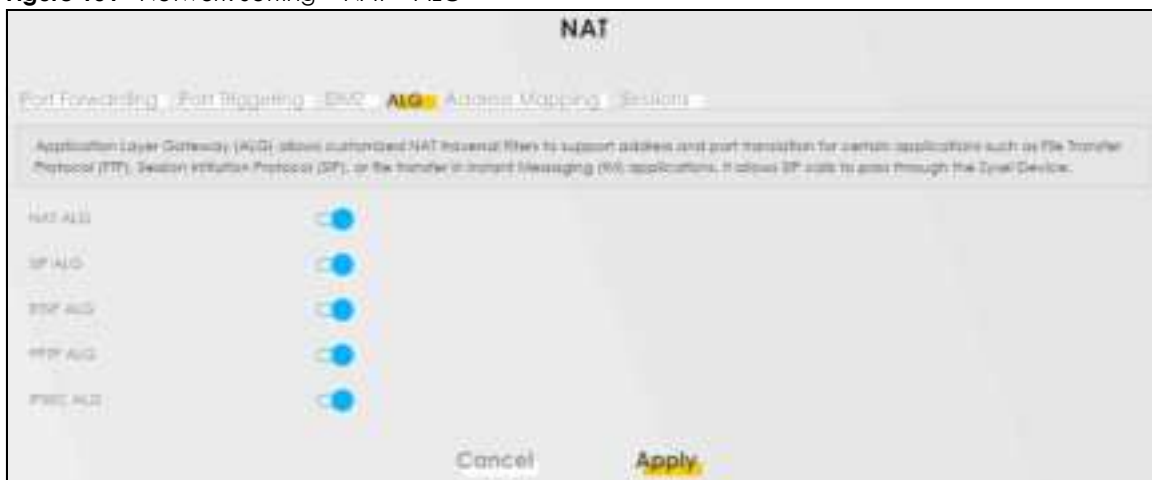 NAT
Port Forwarding Port Triggering DMZ ALG Address Mapping Sessions
Application Layer Gateway (ALG) allows customized NAT traversal filters to support address and port translation for certain applications such as File Transfer
Protocol (FTP), Session Initiation Protocol (SIP), or file transfer in Instant Messaging (IM) applications. It allows SIP calls to pass through the Zyxel Device.
NAT ALG
SIP ALG
RTSP ALG
PPTP ALG
IPSEC ALG
Cancel Apply